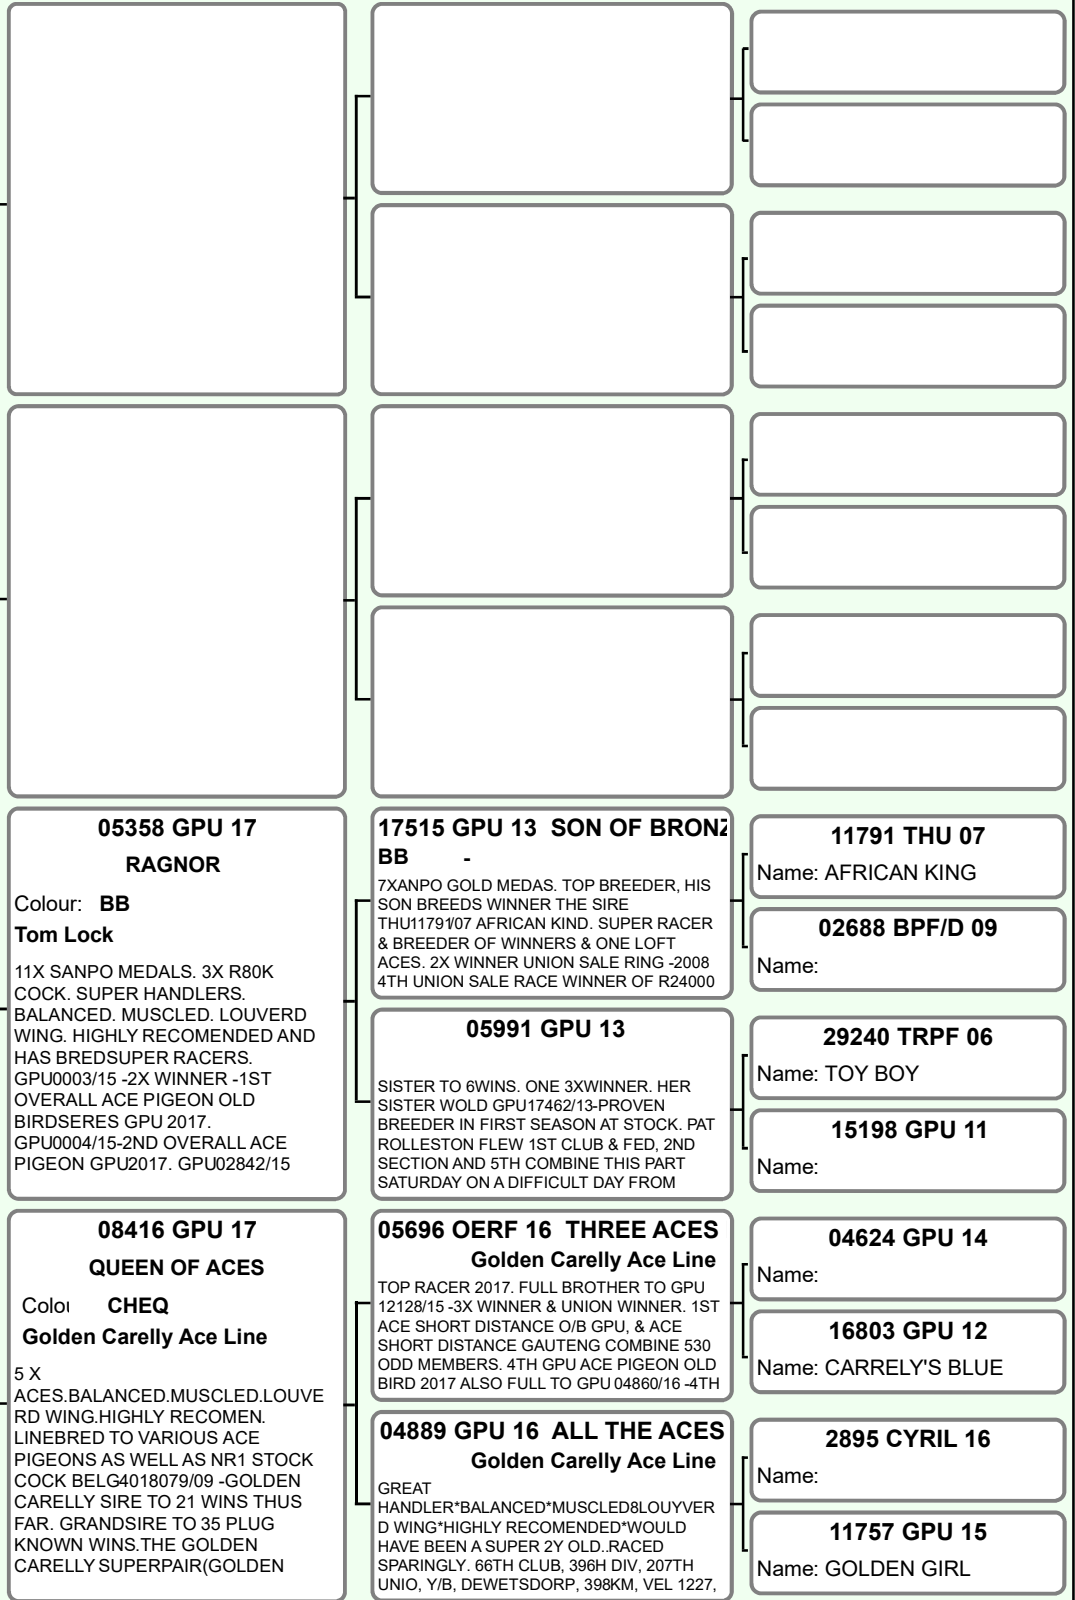 05358 GPU 17
RAGNOR
Colour: BB
Tom Lock
11X SANPO MEDALS. 3X R80K
COCK. SUPER HANDLERS.
BALANCED. MUSCLED. LOUVERD
WING. HIGHLY RECOMENDED AND
HAS BREDSUPER RACERS.
GPU0003/15 -2X WINNER -1ST
OVERALL ACE PIGEON OLD
BIRDSERES GPU 2017.
GPU0004/15-2ND OVERALL ACE
PIGEON GPU2017. GPU02842/15
08416 GPU 17
QUEEN OF ACES
Colou CHEQ
Golden Carelly Ace Line
5 X
ACES.BALANCED.MUSCLED.LOUVE
RD WING.HIGHLY RECOMEN.
LINEBRED TO VARIOUS ACE
PIGEONS AS WELL AS NR1 STOCK
COCK BELG4018079/09 -GOLDEN
CARELLY SIRE TO 21 WINS THUS
FAR. GRANDSIRE TO 35 PLUG
KNOWN WINS.THE GOLDEN
CARELLY SUPERPAIR(GOLDEN
17515 GPU 13 SON OF BRONZ
BB -
7XANPO GOLD MEDAS. TOP BREEDER, HIS
SON BREEDS WINNER THE SIRE
THU11791/07 AFRICAN KIND. SUPER RACER
& BREEDER OF WINNERS & ONE LOFT
ACES. 2X WINNER UNION SALE RING -2008
4TH UNION SALE RACE WINNER OF R24000
05991 GPU 13
SISTER TO 6WINS. ONE 3XWINNER. HER
SISTER WOLD GPU17462/13-PROVEN
BREEDER IN FIRST SEASON AT STOCK. PAT
ROLLESTON FLEW 1ST CLUB & FED, 2ND
SECTION AND 5TH COMBINE THIS PART
SATURDAY ON A DIFFICULT DAY FROM
05696 OERF 16 THREE ACES
Golden Carelly Ace Line
TOP RACER 2017. FULL BROTHER TO GPU
12128/15 -3X WINNER & UNION WINNER. 1ST
ACE SHORT DISTANCE O/B GPU, & ACE
SHORT DISTANCE GAUTENG COMBINE 530
ODD MEMBERS. 4TH GPU ACE PIGEON OLD
BIRD 2017 ALSO FULL TO GPU 04860/16 -4TH
04889 GPU 16 ALL THE ACES
Golden Carelly Ace Line
GREAT
HANDLER*BALANCED*MUSCLED8LOUYVER
D WING*HIGHLY RECOMENDED*WOULD
HAVE BEEN A SUPER 2Y OLD..RACED
SPARINGLY. 66TH CLUB, 396H DIV, 207TH
UNIO, Y/B, DEWETSDORP, 398KM, VEL 1227,
11791 THU 07
Name: AFRICAN KING
02688 BPF/D 09
Name:
29240 TRPF 06
Name: TOY BOY
15198 GPU 11
Name:
04624 GPU 14
Name:
16803 GPU 12
Name: CARRELY'S BLUE
2895 CYRIL 16
Name:
11757 GPU 15
Name: GOLDEN GIRL